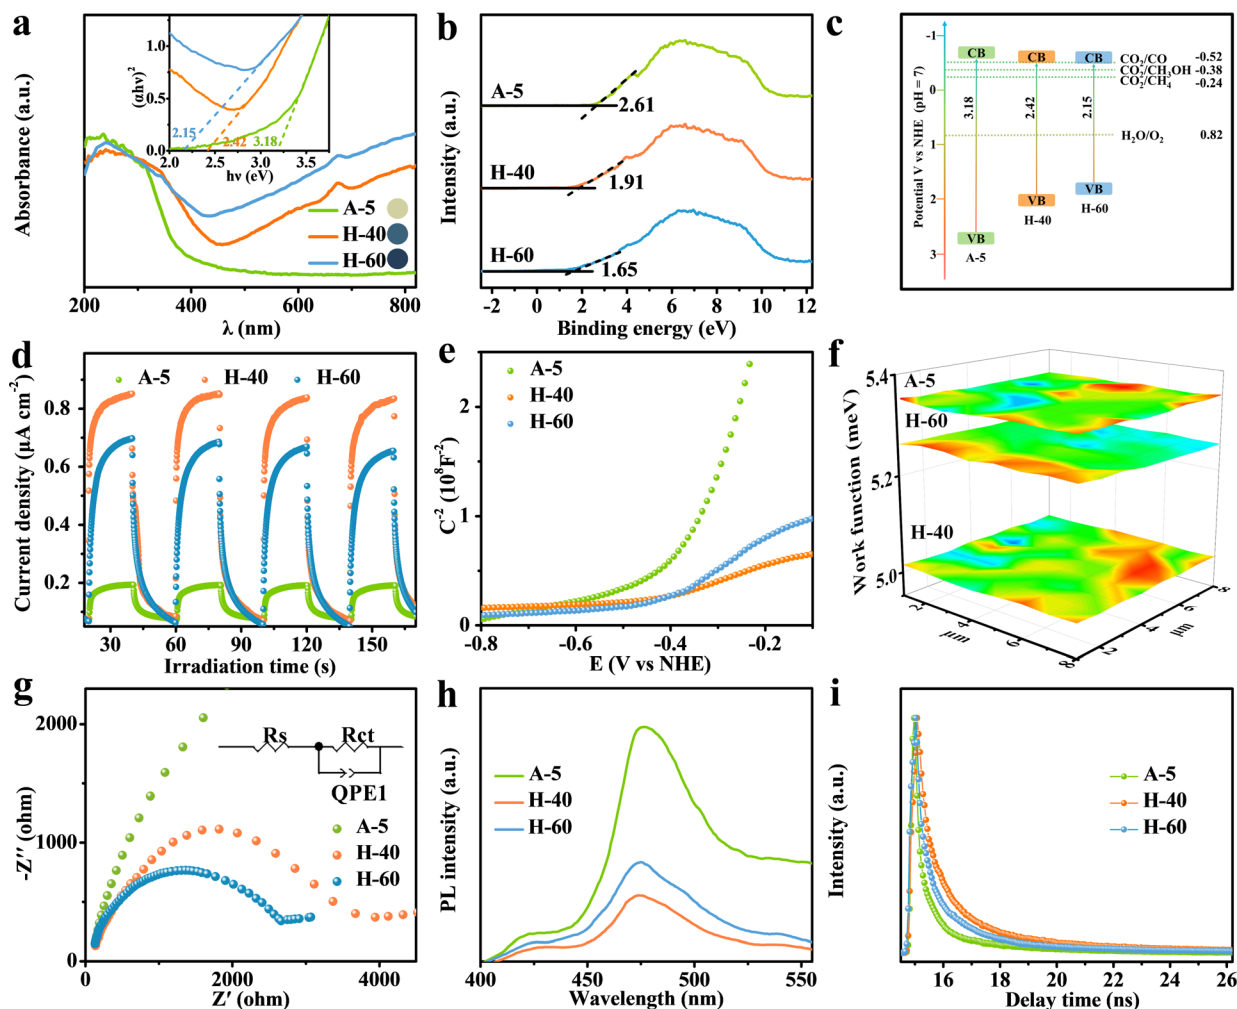 a
Absorbance (a.u.)
(αhν)²
1.0
0.5
0.0
2.15
2.42
3.18
2.0 2.5 3.0 3.5
hν (eV)
A-5
H-40
H-60
200 400 600 800
λ (nm)
b
Intensity (a.u.)
A-5
2.61
H-40
1.91
H-60
1.65
-2 0 2 4 6 8 10 12
Binding energy (eV)
c
Potential V vs NHE (pH = 7)
-1
0
1
2
3
CB CB CB
CO₂/CO -0.52
CO₂/CH₃OH -0.38
CO₂/CH₄ -0.24
3.18 2.42 2.15
H₂O/O₂ 0.82
VB
H-60
VB
H-40
VB
A-5
d
A-5 H-40 H-60
Current density (μA cm⁻²)
0.8
0.6
0.4
0.2
30 60 90 120 150
Irradiation time (s)
e
A-5
H-40
H-60
C⁻² (10⁸F⁻²)
2
1
0
-0.8 -0.6 -0.4 -0.2
E (V vs NHE)
f
Work function (meV)
5.4
5.2
5.0
A-5
H-60
H-40
2 4 6 8
μm
2 4 6 8
μm
g
-Z″ (ohm)
2000
1000
0
Rs Rct
QPE1
A-5
H-40
H-60
0 2000 4000
Z′ (ohm)
h
PL intensity (a.u.)
A-5
H-40
H-60
400 450 500 550
Wavelength (nm)
i
Intensity (a.u.)
A-5
H-40
H-60
16 18 20 22 24 26
Delay time (ns)